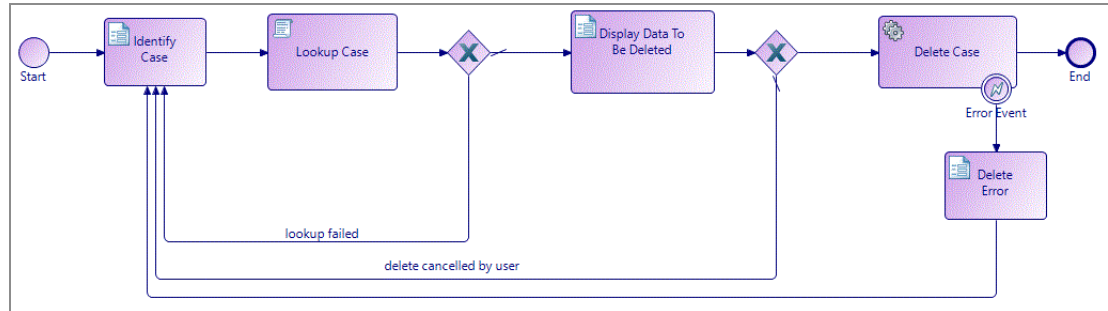 Start
Identify
Case
Lookup Case
Display Data To
Be Deleted
Delete Case
End
Error Event
Delete
Error
lookup failed
delete cancelled by user